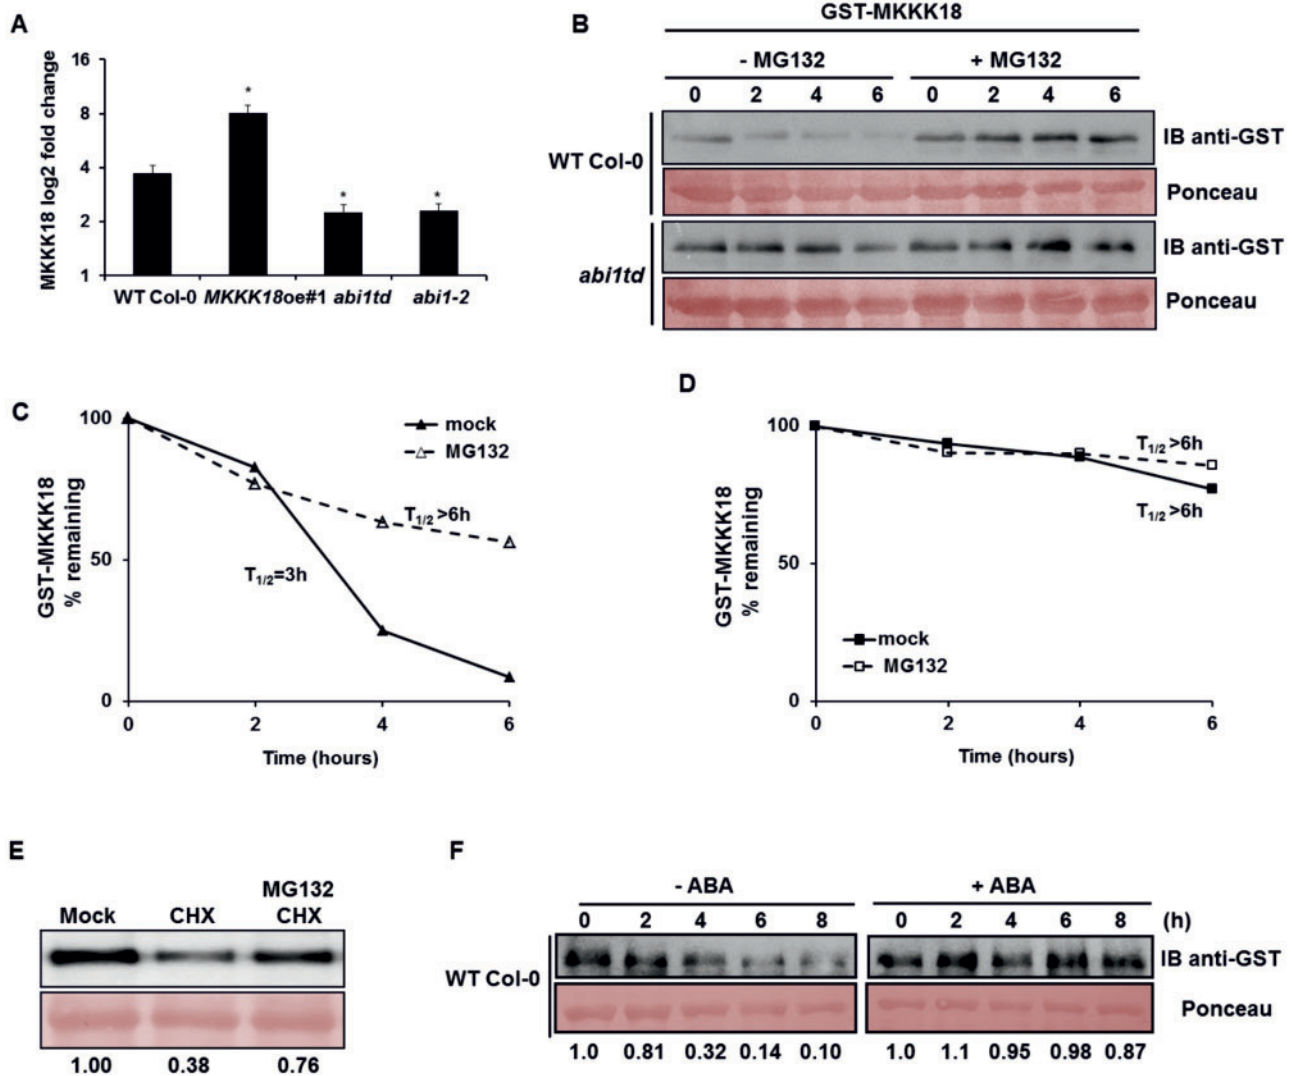 A
MKKK18 log2 fold change
16
8
4
2
1
*
*
*
WT Col-0 MKKK18oe#1 abi1td abi1-2
B
GST-MKKK18
- MG132 + MG132
0 2 4 6 0 2 4 6
WT Col-0
IB anti-GST
Ponceau
abi1td
IB anti-GST
Ponceau
C
GST-MKKK18
% remaining
100
50
0
mock
MG132
T1/2 >6h
T1/2=3h
0 2 4 6
Time (hours)
D
GST-MKKK18
% remaining
100
50
0
T1/2 >6h
T1/2 >6h
mock
MG132
0 2 4 6
Time (hours)
E
MG132
Mock CHX CHX
1.00 0.38 0.76
F
- ABA + ABA
0 2 4 6 8 0 2 4 6 8 (h)
WT Col-0
IB anti-GST
Ponceau
1.0 0.81 0.32 0.14 0.10 1.0 1.1 0.95 0.98 0.87